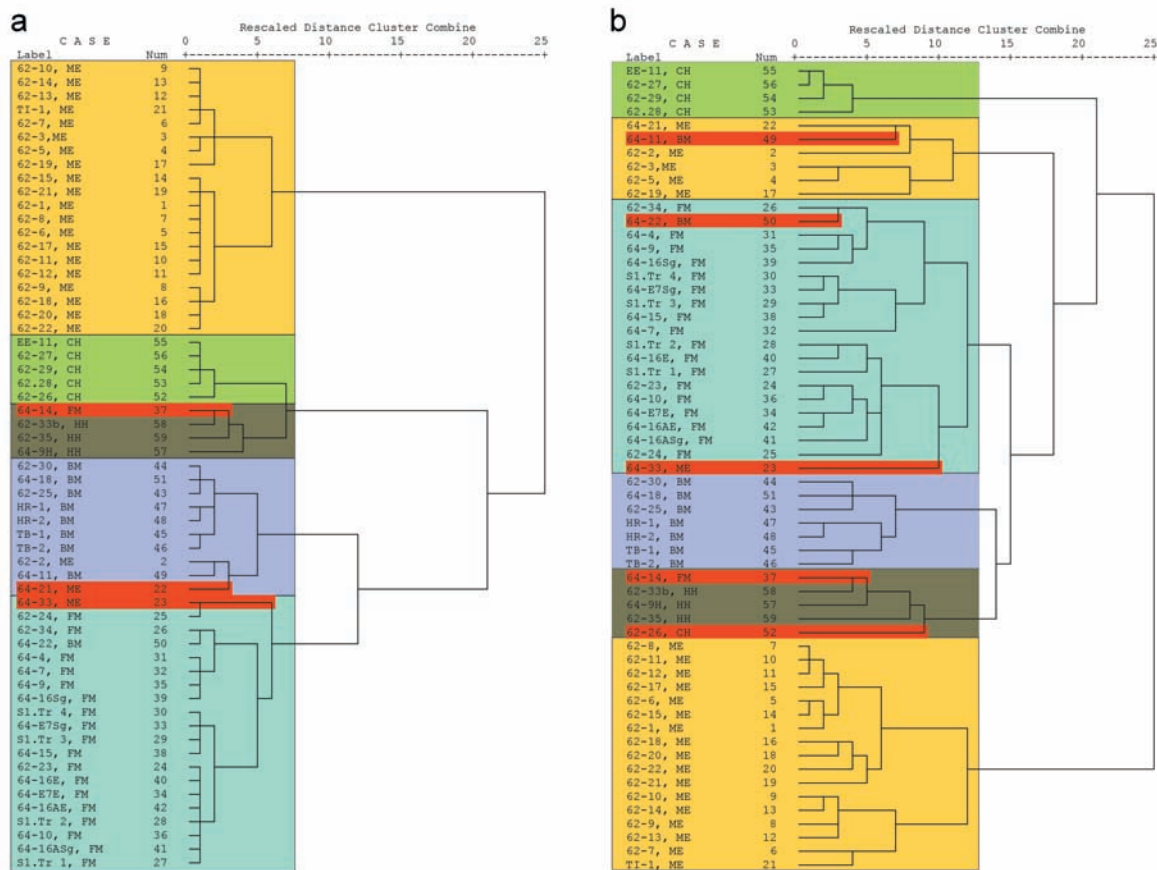 a
Rescaled Distance Cluster Combine
C A S E 0 5 10 15 20 25
Label Num
62-10, ME 9
62-14, ME 13
62-13, ME 12
TI-1, ME 21
62-7, ME 6
62-3,ME 3
62-5, ME 4
62-19, ME 17
62-15, ME 14
62-21, ME 19
62-1, ME 1
62-8, ME 7
62-6, ME 5
62-17, ME 15
62-11, ME 10
62-12, ME 11
62-9, ME 8
62-18, ME 16
62-20, ME 18
62-22, ME 20
EE-11, CH 55
62-27, CH 56
62-29, CH 54
62.28, CH 53
62-26, CH 52
64-14, FM 37
62-33b, HH 58
62-35, HH 59
64-9H, HH 57
62-30, BM 44
64-18, BM 51
62-25, BM 43
HR-1, BM 47
HR-2, BM 48
TB-1, BM 45
TB-2, BM 46
62-2, ME 2
64-11, BM 49
64-21, ME 22
64-33, ME 23
62-24, FM 25
62-34, FM 26
64-22, BM 50
64-4, FM 31
64-7, FM 32
64-9, FM 35
64-16Sg, FM 39
S1.Tr 4, FM 30
64-E7Sg, FM 33
S1.Tr 3, FM 29
64-15, FM 38
62-23, FM 24
64-16E, FM 40
64-E7E, FM 34
64-16AE, FM 42
S1.Tr 2, FM 28
64-10, FM 36
64-16ASg, FM 41
S1.Tr 1, FM 27
b
Rescaled Distance Cluster Combine
C A S E 0 5 10 15 20 25
Label Num
EE-11, CH 55
62-27, CH 56
62-29, CH 54
62.28, CH 53
64-21, ME 22
64-11, BM 49
62-2, ME 2
62-3,ME 3
62-5, ME 4
62-19, ME 17
62-34, FM 26
64-22, BM 50
64-4, FM 31
64-9, FM 35
64-16Sg, FM 39
S1.Tr 4, FM 30
64-E7Sg, FM 33
S1.Tr 3, FM 29
64-15, FM 38
64-7, FM 32
S1.Tr 2, FM 28
64-16E, FM 40
S1.Tr 1, FM 27
62-23, FM 24
64-10, FM 36
64-E7E, FM 34
64-16AE, FM 42
64-16ASg, FM 41
62-24, FM 25
64-33, ME 23
62-30, BM 44
64-18, BM 51
62-25, BM 43
HR-1, BM 47
HR-2, BM 48
TB-1, BM 45
TB-2, BM 46
64-14, FM 37
62-33b, HH 58
64-9H, HH 57
62-35, HH 59
62-26, CH 52
62-8, ME 7
62-11, ME 10
62-12, ME 11
62-17, ME 15
62-6, ME 5
62-15, ME 14
62-1, ME 1
62-18, ME 16
62-20, ME 18
62-22, ME 20
62-21, ME 19
62-10, ME 9
62-14, ME 13
62-9, ME 8
62-13, ME 12
62-7, ME 6
TI-1, ME 21